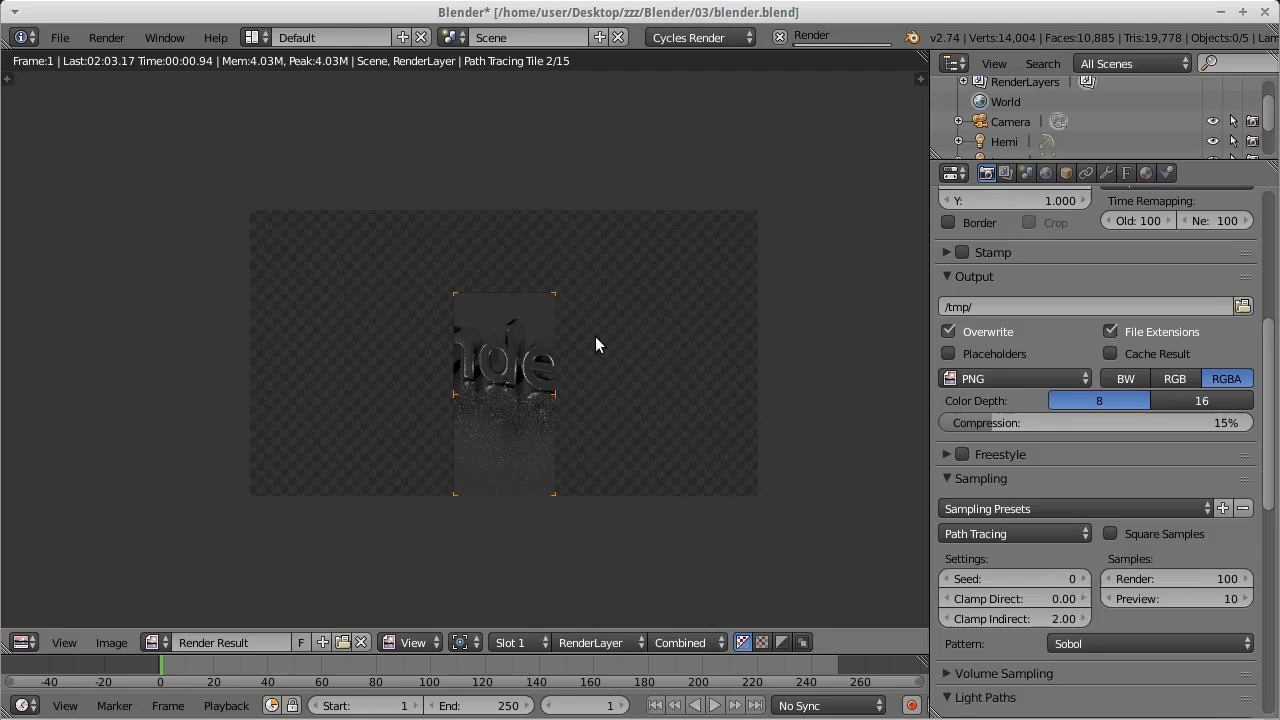 Blender* [/home/user/Desktop/zzz/Blender/03/blender.blend]
File Render Window Help Default Scene Cycles Render Render v2.74 | Verts:14,004 | Faces:10,885 | Tris:19,778 | Objects:0/5 | Lam
Frame:1 | Last:02:03.17 Time:00:00.94 | Mem:4.03M, Peak:4.03M | Scene, RenderLayer | Path Tracing Tile 2/15
View Search All Scenes
RenderLayers
World
Camera
Hemi
Y: 1.000
Time Remapping:
Border Crop Old: 100 Ne: 100
Stamp
Output
/tmp/
Overwrite File Extensions
Placeholders Cache Result
PNG BW RGB RGBA
Color Depth: 8 16
Compression: 15%
Freestyle
Sampling
Sampling Presets
Path Tracing Square Samples
Settings: Samples:
Seed: 0 Render: 100
Clamp Direct: 0.00 Preview: 10
Clamp Indirect: 2.00
Pattern: Sobol
Volume Sampling
Light Paths
nde
View Image Render Result F View Slot 1 RenderLayer Combined
-40 -20 0 20 40 60 80 100 120 140 160 180 200 220 240 260
View Marker Frame Playback Start: 1 End: 250 1 No Sync